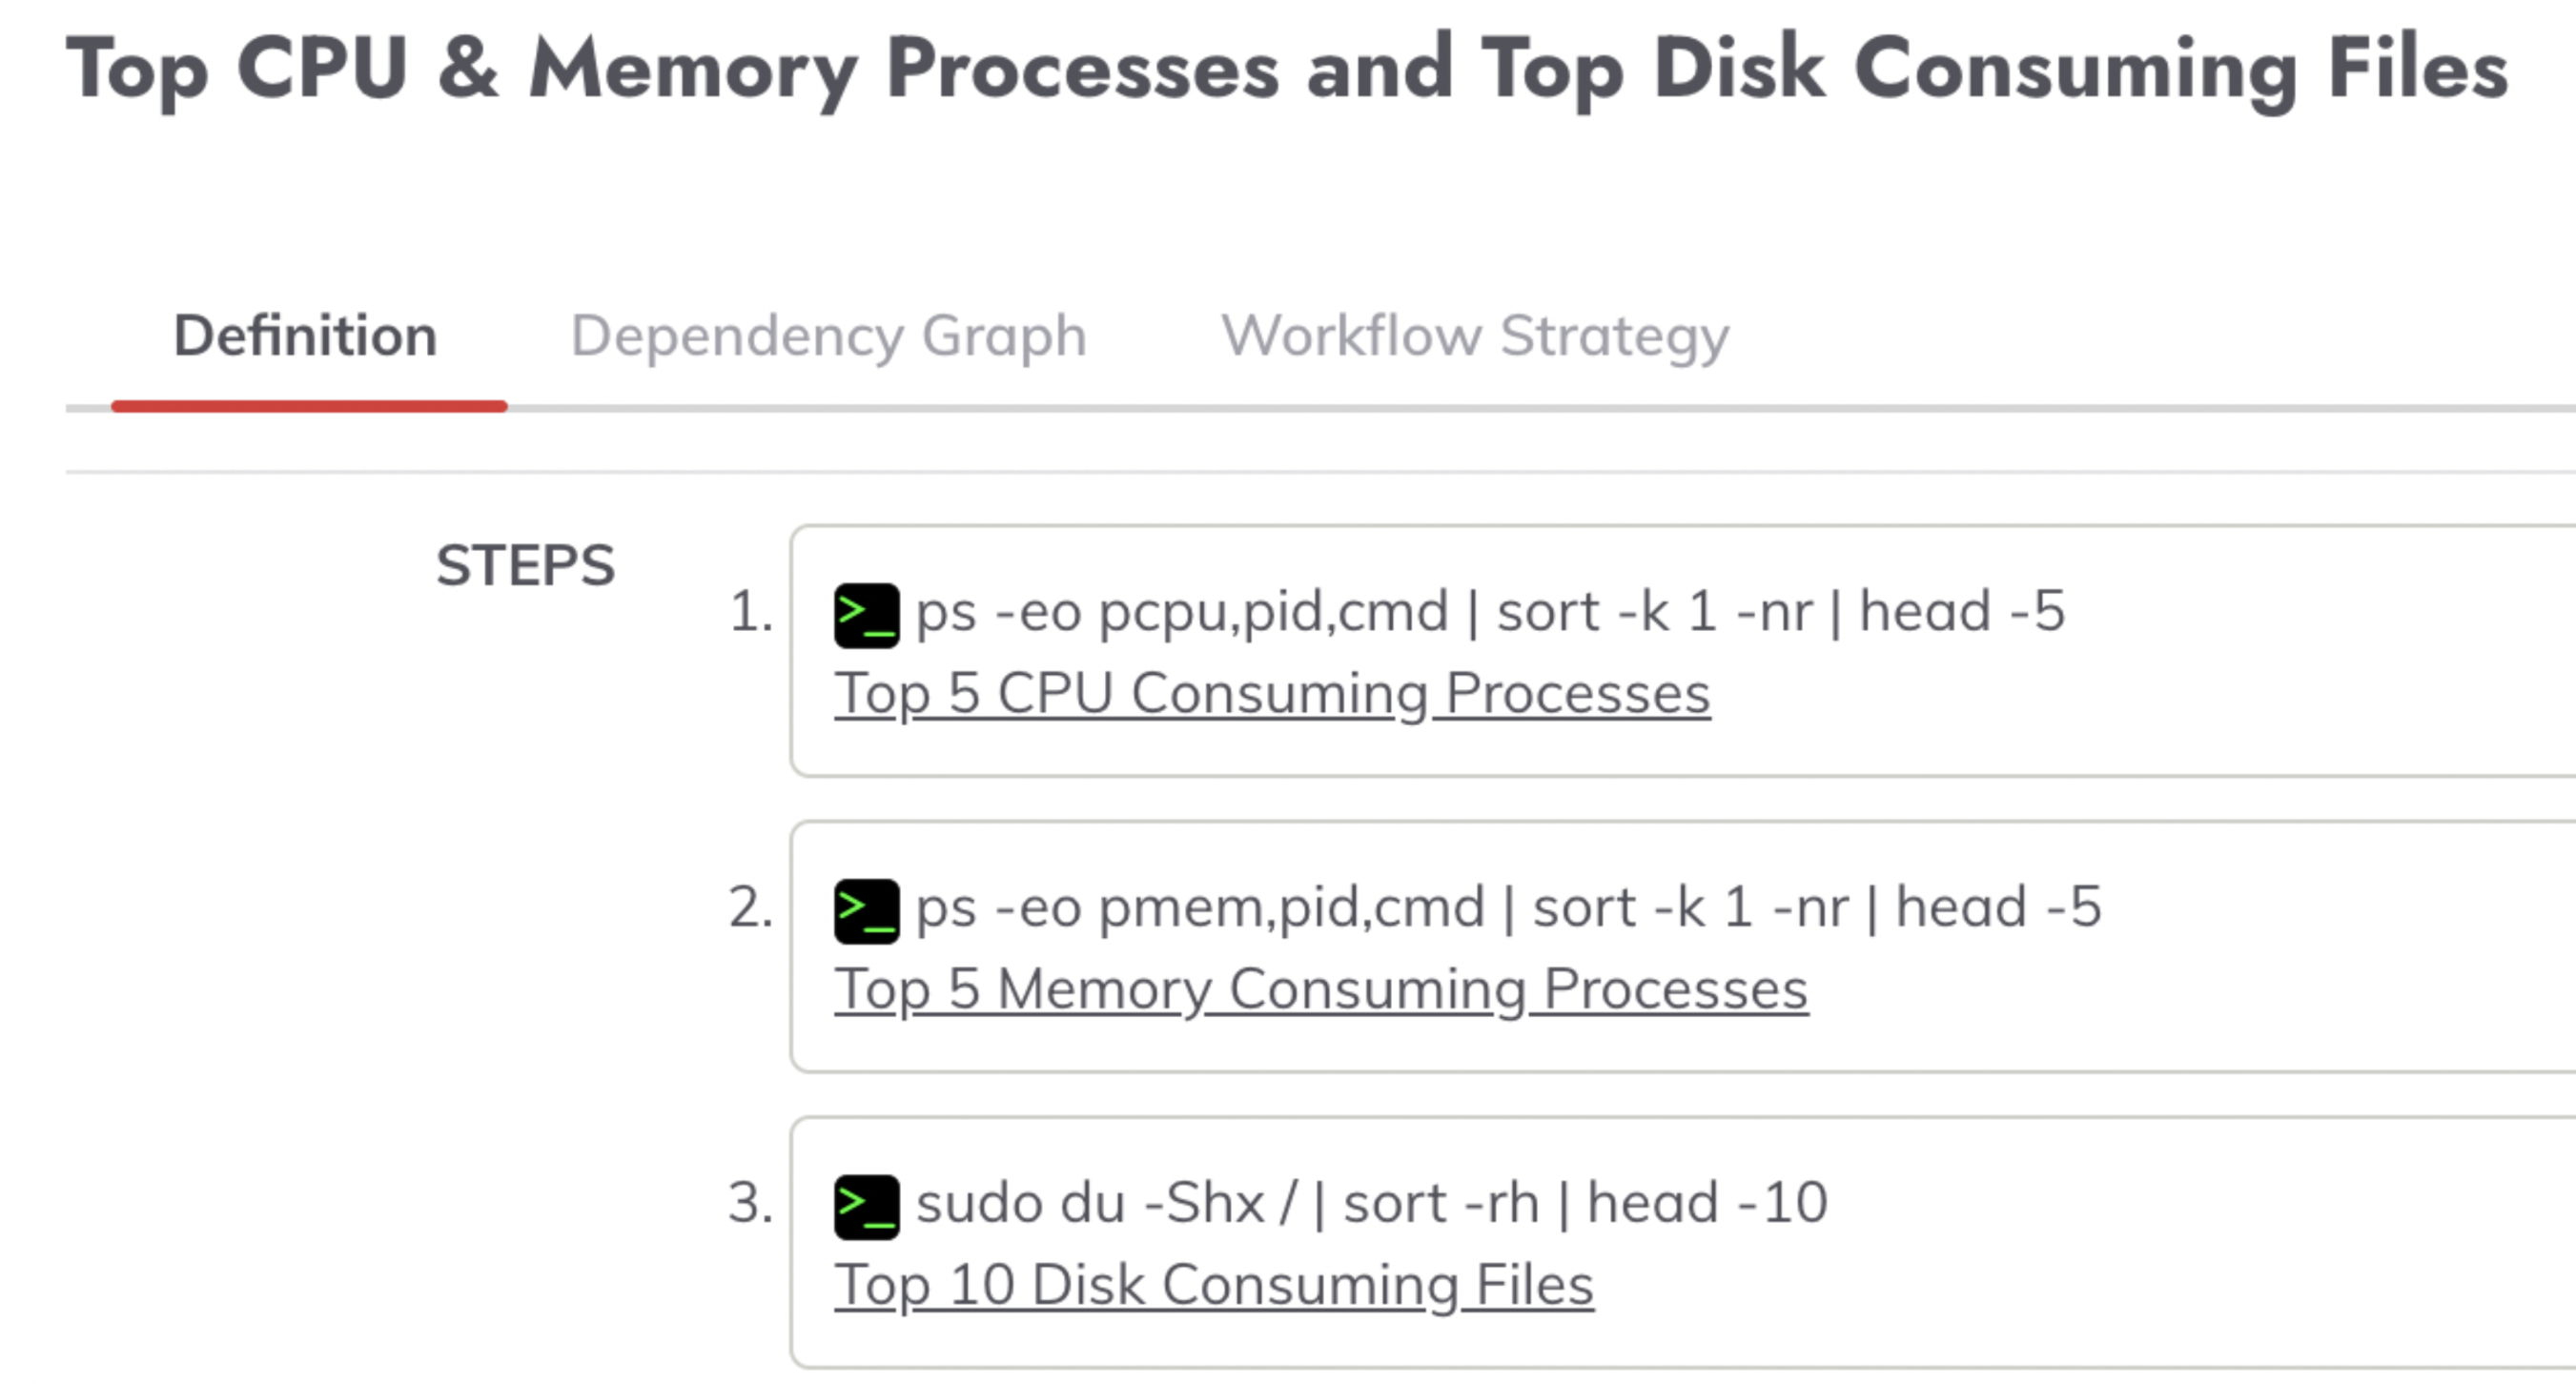 Top CPU & Memory Processes and Top Disk Consuming Files
Definition Dependency Graph Workflow Strategy
STEPS
1. >_ ps -eo pcpu,pid,cmd | sort -k 1 -nr | head -5
Top 5 CPU Consuming Processes
2. >_ ps -eo pmem,pid,cmd | sort -k 1 -nr | head -5
Top 5 Memory Consuming Processes
3. >_ sudo du -Shx / | sort -rh | head -10
Top 10 Disk Consuming Files